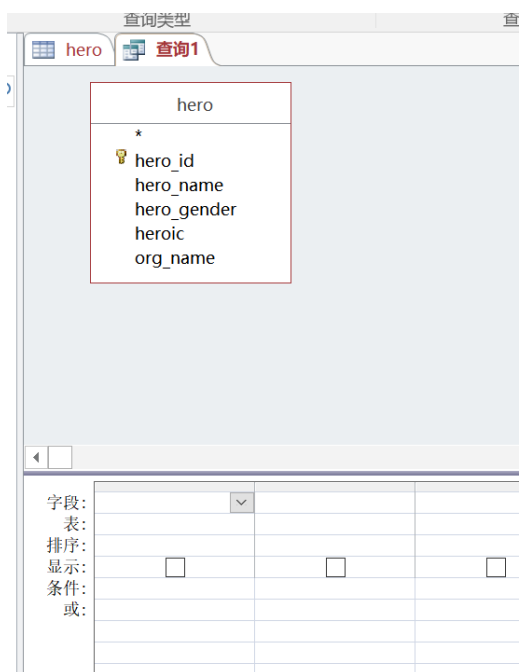 查询类型
hero
查询1
hero
*
hero_id
hero_name
hero_gender
heroic
org_name
字段:
表:
排序:
显示:
条件:
或: